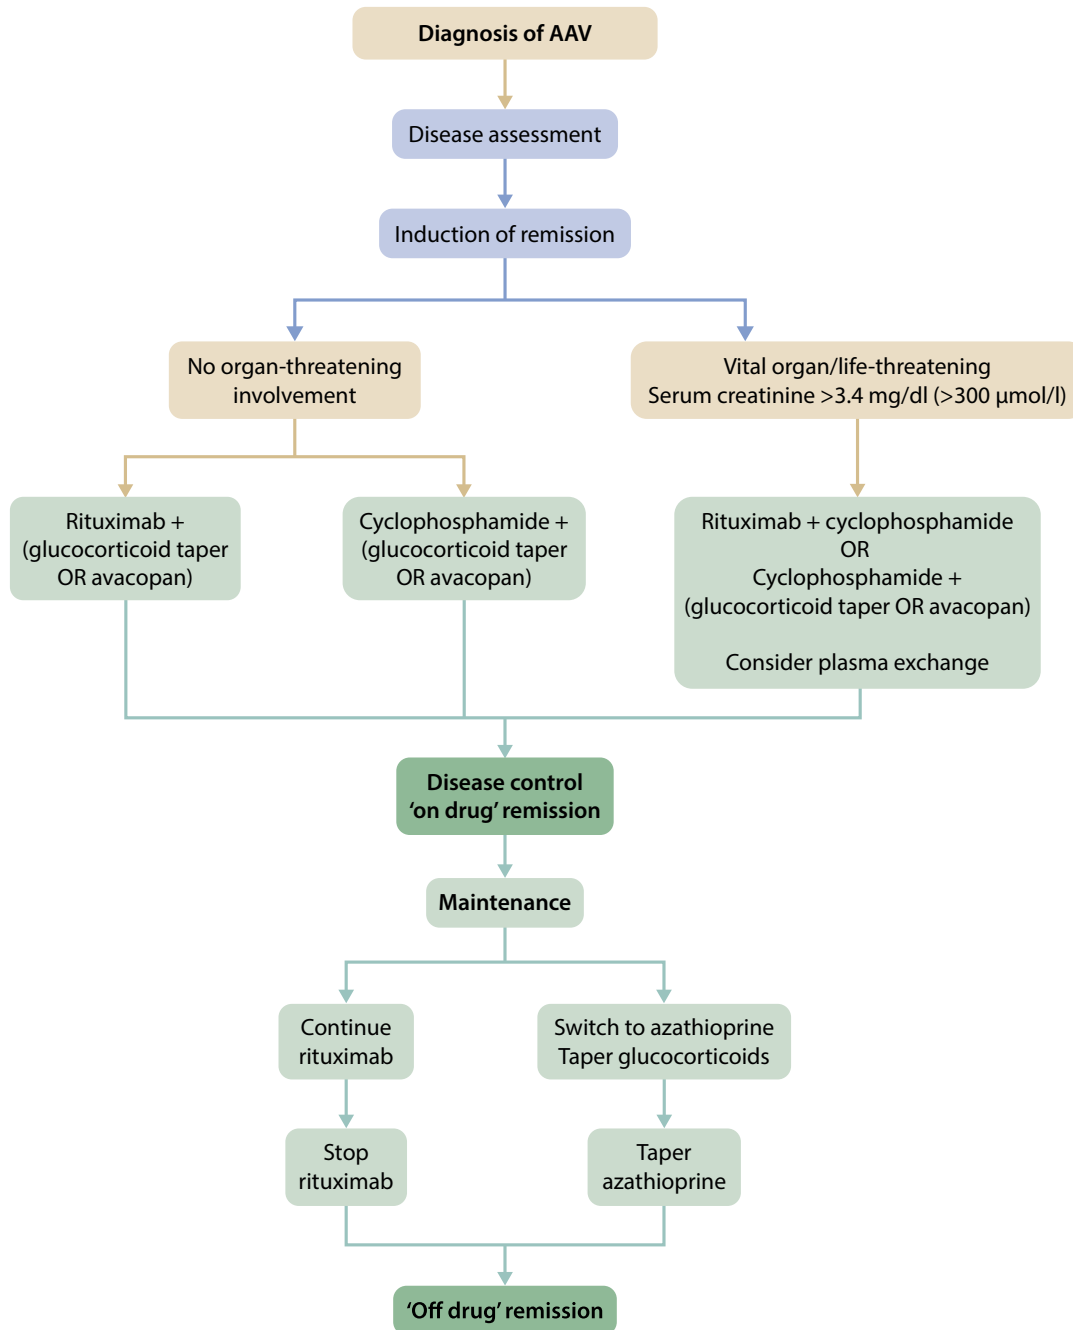 Diagnosis of AAV
Disease assessment
Induction of remission
No organ-threatening
involvement
Vital organ/life-threatening
Serum creatinine >3.4 mg/dl (>300 μmol/l)
Rituximab +
(glucocorticoid taper
OR avacopan)
Cyclophosphamide +
(glucocorticoid taper
OR avacopan)
Rituximab + cyclophosphamide
OR
Cyclophosphamide +
(glucocorticoid taper OR avacopan)
Consider plasma exchange
Disease control
‘on drug’ remission
Maintenance
Continue
rituximab
Switch to azathioprine
Taper glucocorticoids
Stop
rituximab
Taper
azathioprine
‘Off drug’ remission